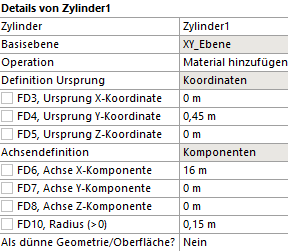 Details von Zylinder1
Zylinder Zylinder1
Basisebene XY_Ebene
Operation Material hinzufügen
Definition Ursprung Koordinaten
FD3, Ursprung X-Koordinate 0 m
FD4, Ursprung Y-Koordinate 0,45 m
FD5, Ursprung Z-Koordinate 0 m
Achsendefinition Komponenten
FD6, Achse X-Komponente 16 m
FD7, Achse Y-Komponente 0 m
FD8, Achse Z-Komponente 0 m
FD10, Radius (>0) 0,15 m
Als dünne Geometrie/Oberfläche? Nein